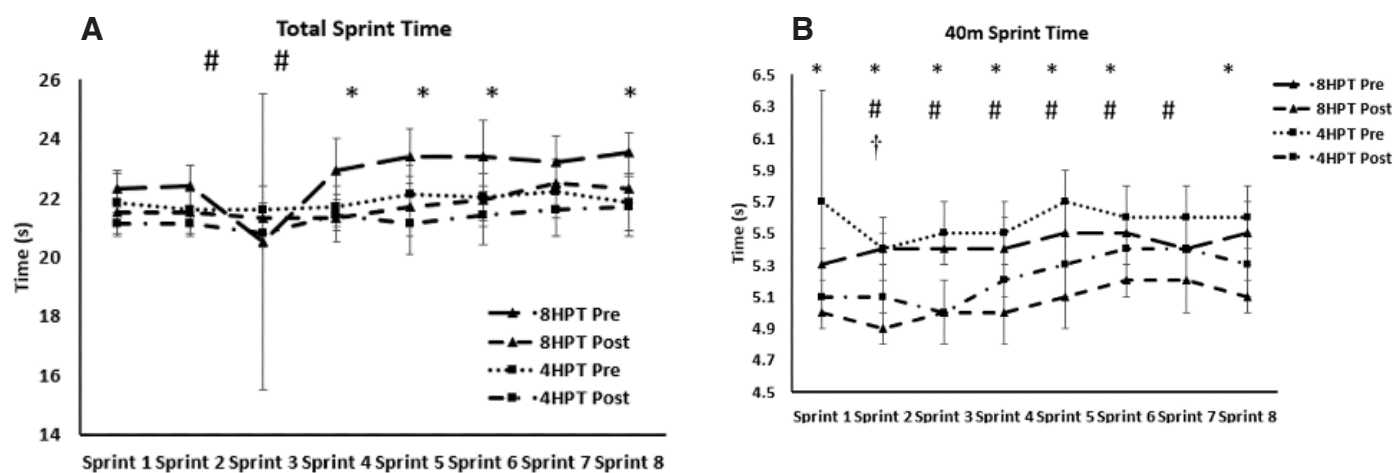 A
Total Sprint Time
# #
* * * *
26
24
22
20
18
16
14
Time (s)
8HPT Pre
8HPT Post
4HPT Pre
4HPT Post
Sprint 1 Sprint 2 Sprint 3 Sprint 4 Sprint 5 Sprint 6 Sprint 7 Sprint 8
B
40m Sprint Time
* * * * * * *
# # # # # #
†
6.5
6.3
6.1
5.9
5.7
5.5
5.3
5.1
4.9
4.7
4.5
Time (s)
8HPT Pre
8HPT Post
4HPT Pre
4HPT Post
Sprint 1 Sprint 2 Sprint 3 Sprint 4 Sprint 5 Sprint 6 Sprint 7 Sprint 8